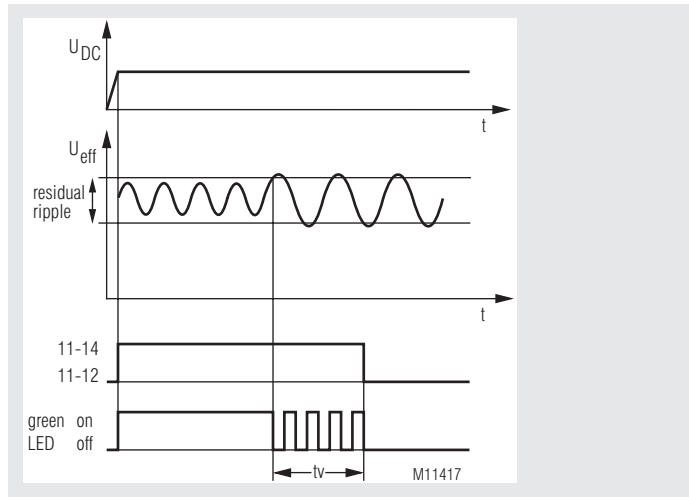 U DC
t
U eff
residual
ripple
t
11-14
11-12
green on
LED off
tv
M11417